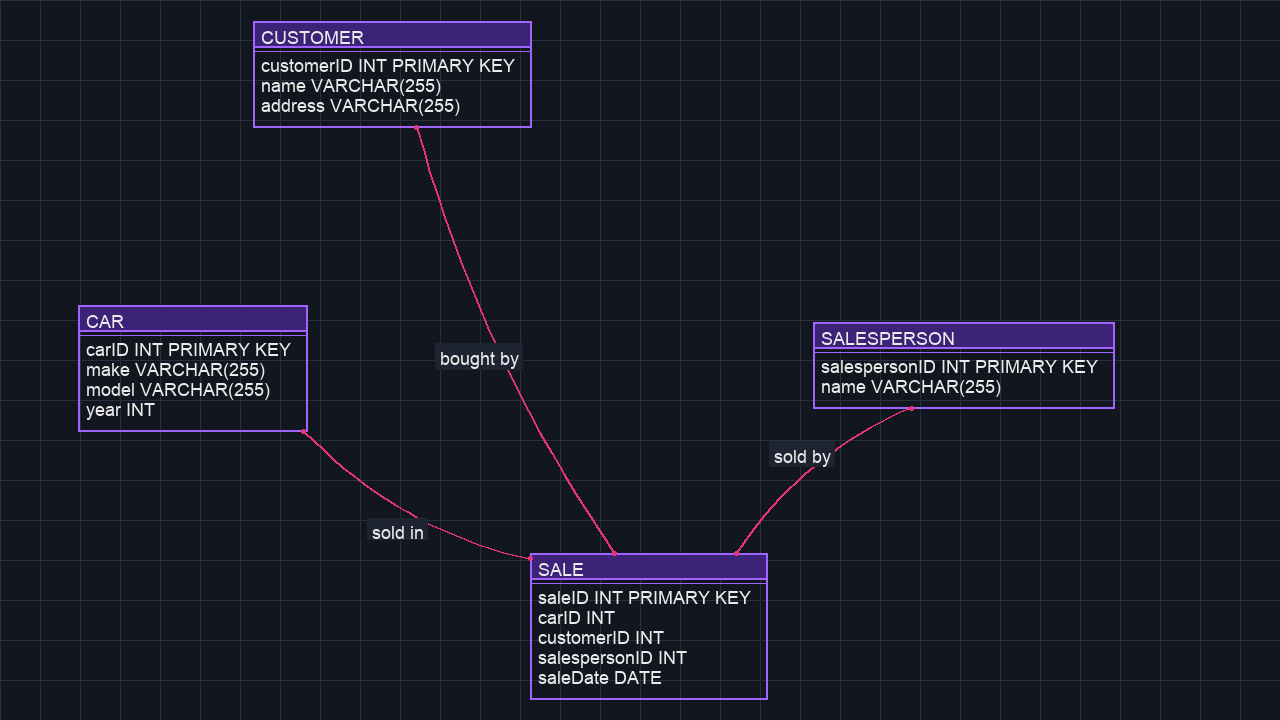 CUSTOMER
customerID INT PRIMARY KEY
name VARCHAR(255)
address VARCHAR(255)
CAR
carID INT PRIMARY KEY
make VARCHAR(255)
model VARCHAR(255)
year INT
SALESPERSON
salespersonID INT PRIMARY KEY
name VARCHAR(255)
bought by
sold by
sold in
SALE
saleID INT PRIMARY KEY
carID INT
customerID INT
salespersonID INT
saleDate DATE